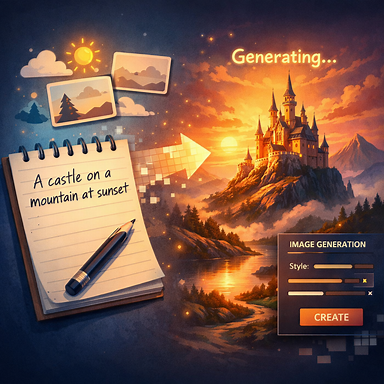 Generating...
A castle on a
mountain at sunset
IMAGE GENERATION
Style:
CREATE